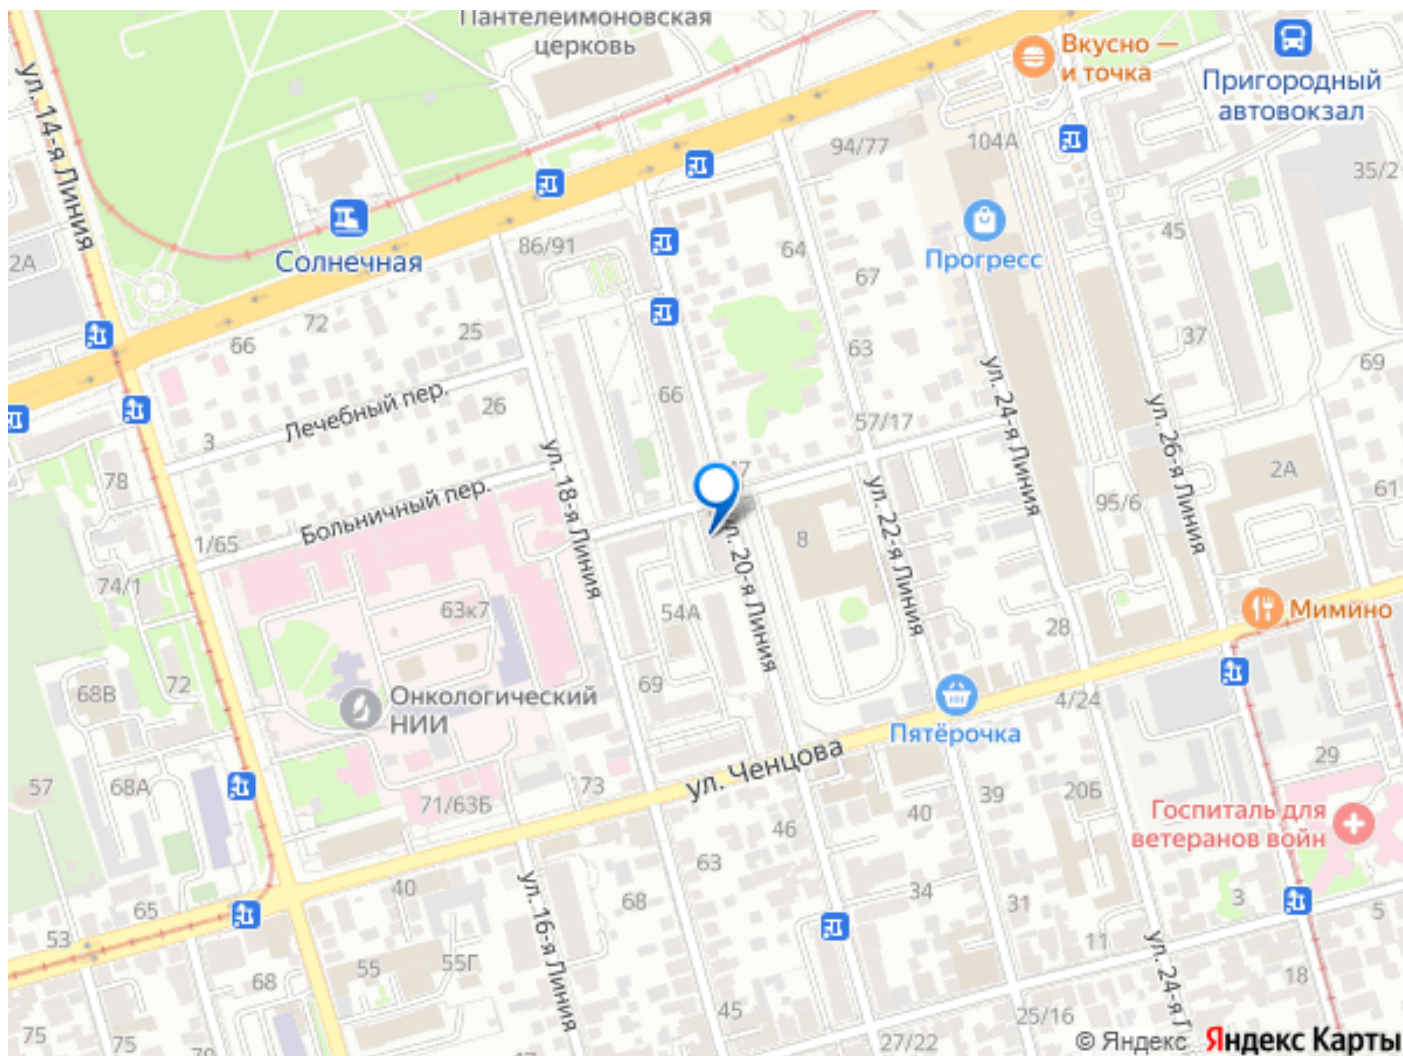 Пантелеимоновская
церковь
Вкусно —
и точка
Пригородный
автовокзал
ул. 14-я Линия
94/77
104А
35/2
2А
Солнечная
86/91
64
45
Прогресс
67
72
25
66
63
37
69
Лечебный пер.
26
66
57/17
ул. 24-я Линия
ул. 26-я Линия
3
78
ул. 18-я Линия
47
2А
Больничный пер.
61
1/65
ул. 22-я Линия
95/6
8
ул. 20-я Линия
74/1
63к7
54А
28
Мимино
72
68В
69
Онкологический
НИИ
4/24
Пятёрочка
57
68А
ул. Ченцова
29
71/63Б
73
39
20Б
40
46
Госпиталь для
ветеранов войн
63
40
ул. 16-я Линия
68
34
31
3
5
65
53
11
55
55Г
68
ул. 24-я
18
45
25/16
75
75
27/22
© Яндекс Яндекс Карты